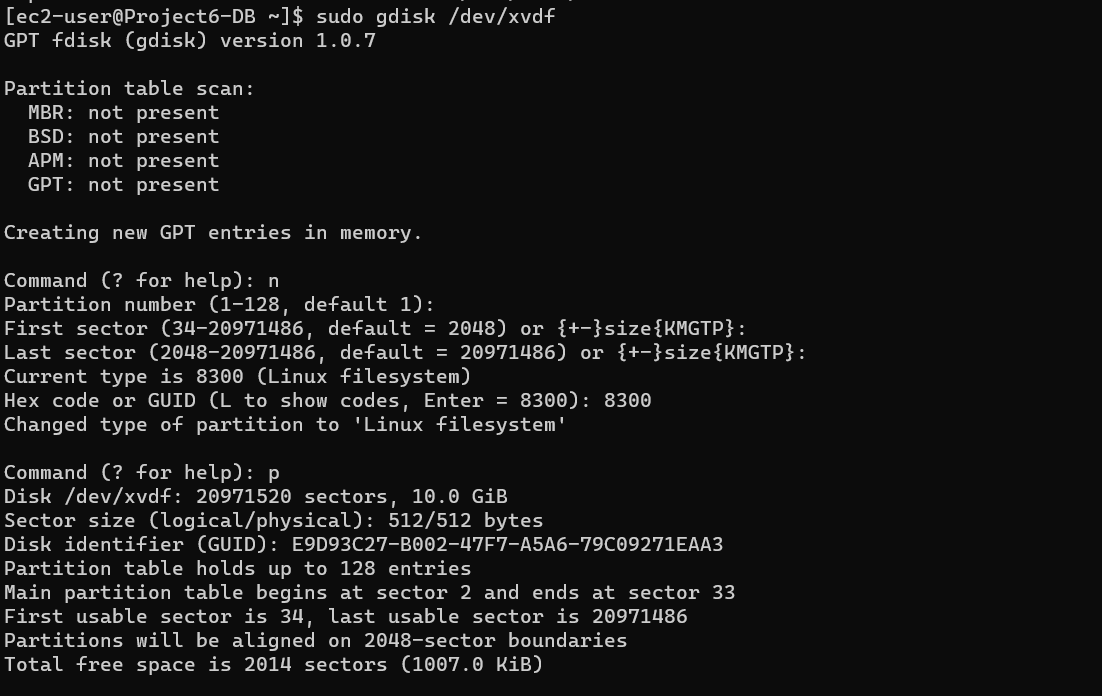 [ec2-user@Project6-DB ~]$ sudo gdisk /dev/xvdf
GPT fdisk (gdisk) version 1.0.7

Partition table scan:
  MBR: not present
  BSD: not present
  APM: not present
  GPT: not present

Creating new GPT entries in memory.

Command (? for help): n
Partition number (1-128, default 1):
First sector (34-20971486, default = 2048) or {+-}size{KMGTP}:
Last sector (2048-20971486, default = 20971486) or {+-}size{KMGTP}:
Current type is 8300 (Linux filesystem)
Hex code or GUID (L to show codes, Enter = 8300): 8300
Changed type of partition to 'Linux filesystem'

Command (? for help): p
Disk /dev/xvdf: 20971520 sectors, 10.0 GiB
Sector size (logical/physical): 512/512 bytes
Disk identifier (GUID): E9D93C27-B002-47F7-A5A6-79C09271EAA3
Partition table holds up to 128 entries
Main partition table begins at sector 2 and ends at sector 33
First usable sector is 34, last usable sector is 20971486
Partitions will be aligned on 2048-sector boundaries
Total free space is 2014 sectors (1007.0 KiB)